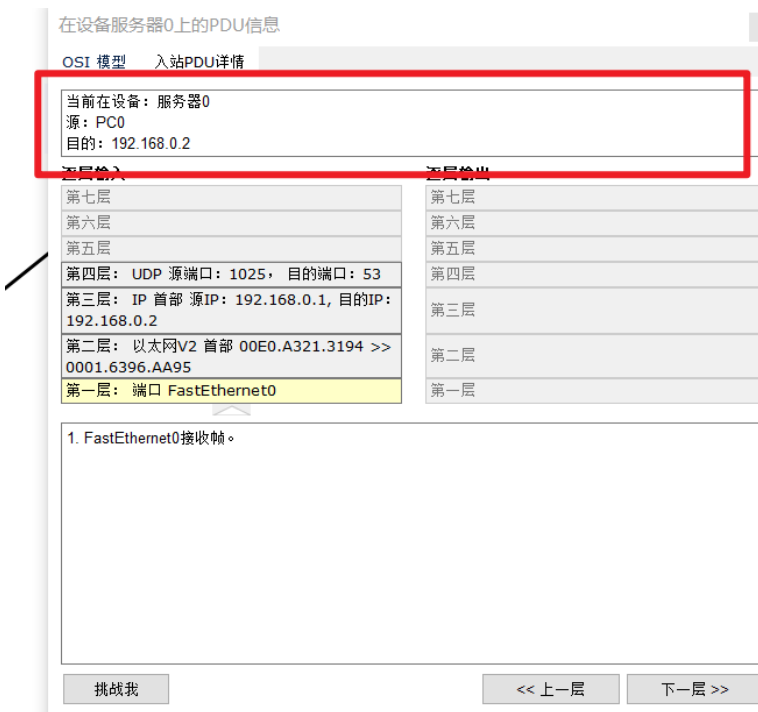 在设备服务器0上的PDU信息
OSI 模型 入站PDU详情
当前在设备：服务器0
源：PC0
目的：192.168.0.2
逐层输入 逐层输出
第七层 第七层
第六层 第六层
第五层 第五层
第四层： UDP 源端口：1025， 目的端口：53 第四层
第三层： IP 首部 源IP：192.168.0.1, 目的IP：
192.168.0.2
第三层
第二层： 以太网V2 首部 00E0.A321.3194 >>
0001.6396.AA95
第二层
第一层： 端口 FastEthernet0 第一层
1. FastEthernet0接收帧。
挑战我 << 上一层 下一层 >>